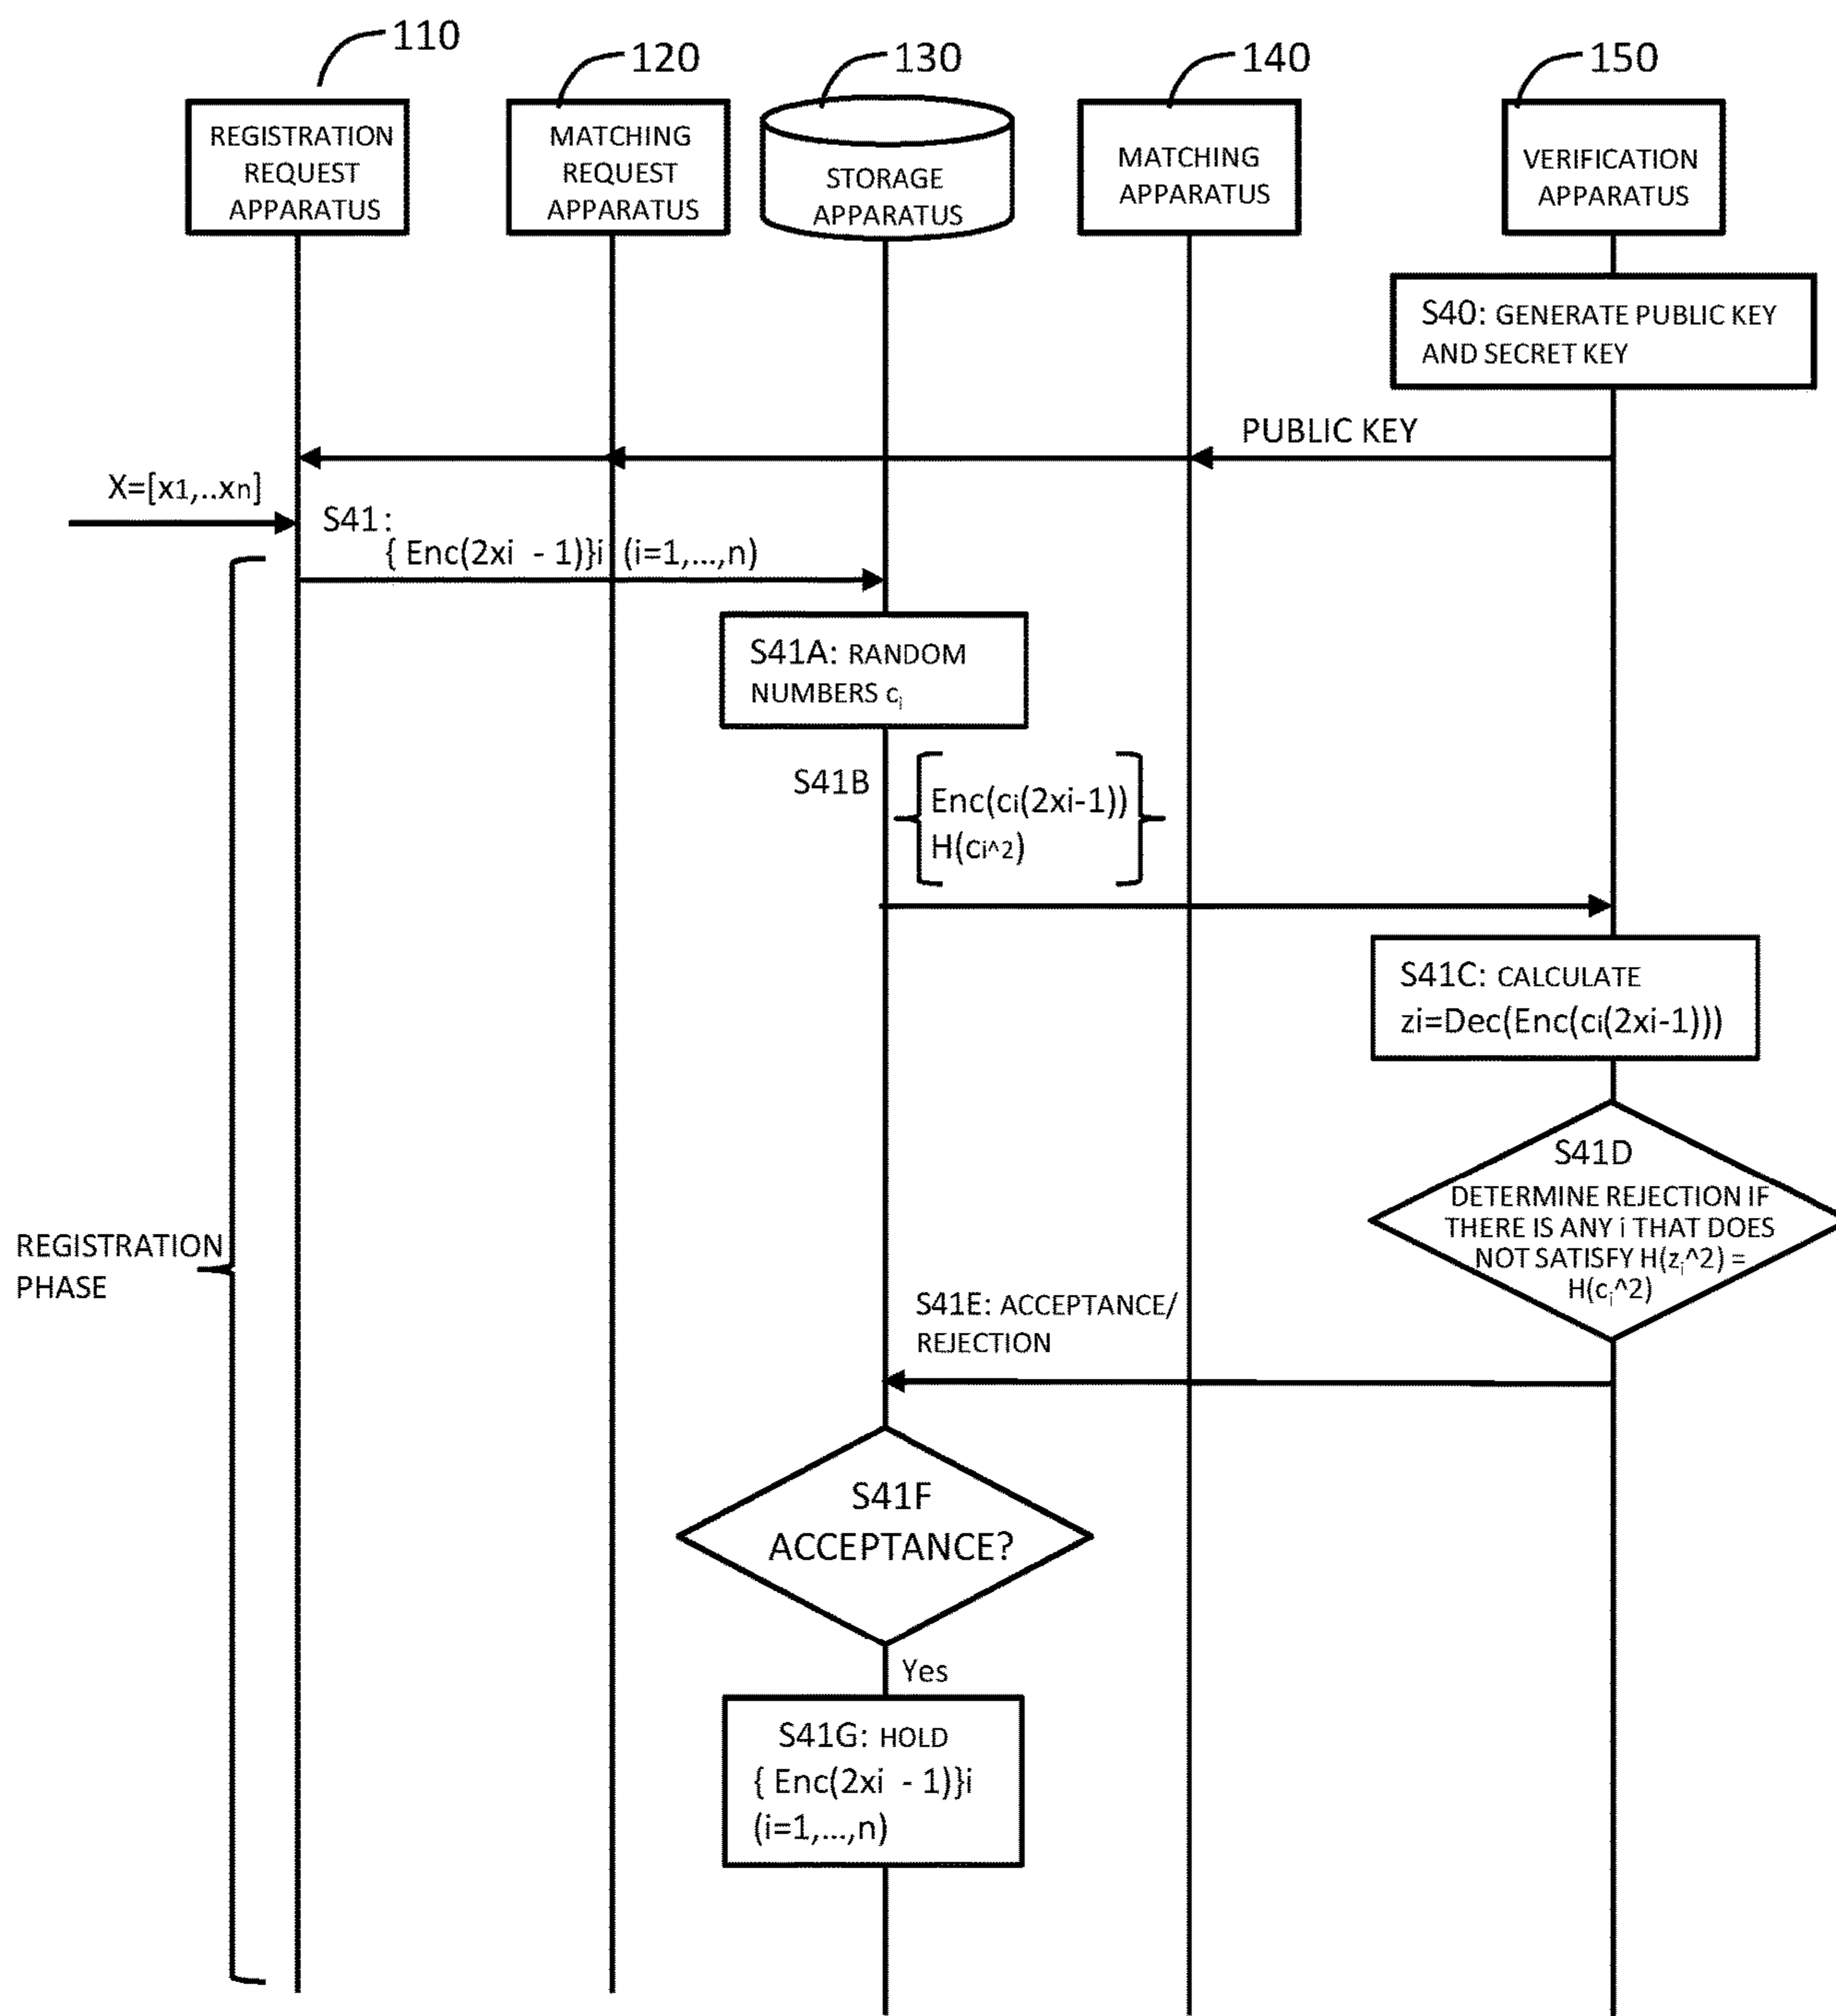 110
120
130
140
150
REGISTRATION
REQUEST
APPARATUS
MATCHING
REQUEST
APPARATUS
STORAGE
APPARATUS
MATCHING
APPARATUS
VERIFICATION
APPARATUS
S40: GENERATE PUBLIC KEY
AND SECRET KEY
PUBLIC KEY
X=[x1,..xn]
S41:
{ Enc(2xi - 1)}i (i=1,...,n)
S41A: RANDOM
NUMBERS ci
S41B
Enc(ci(2xi-1))
H(ci^2)
S41C: CALCULATE
zi=Dec(Enc(ci(2xi-1)))
S41D
DETERMINE REJECTION IF
THERE IS ANY i THAT DOES
NOT SATISFY H(zi^2) =
H(ci^2)
REGISTRATION
PHASE
S41E: ACCEPTANCE/
REJECTION
S41F
ACCEPTANCE?
Yes
S41G: HOLD
{ Enc(2xi - 1)}i
(i=1,...,n)